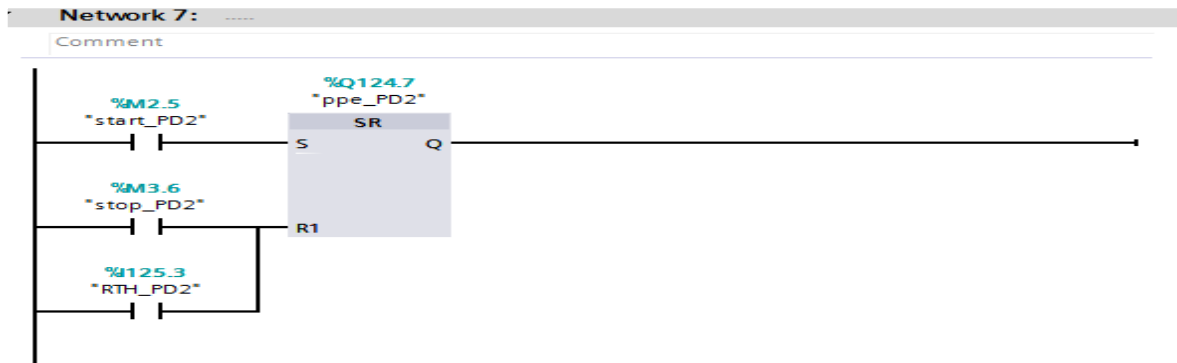 Network 7: .....
Comment
%Q124.7
"ppe_PD2"
%M2.5
"start_PD2"
SR
S Q
%M3.6
"stop_PD2"
R1
%I125.3
"RTH_PD2"